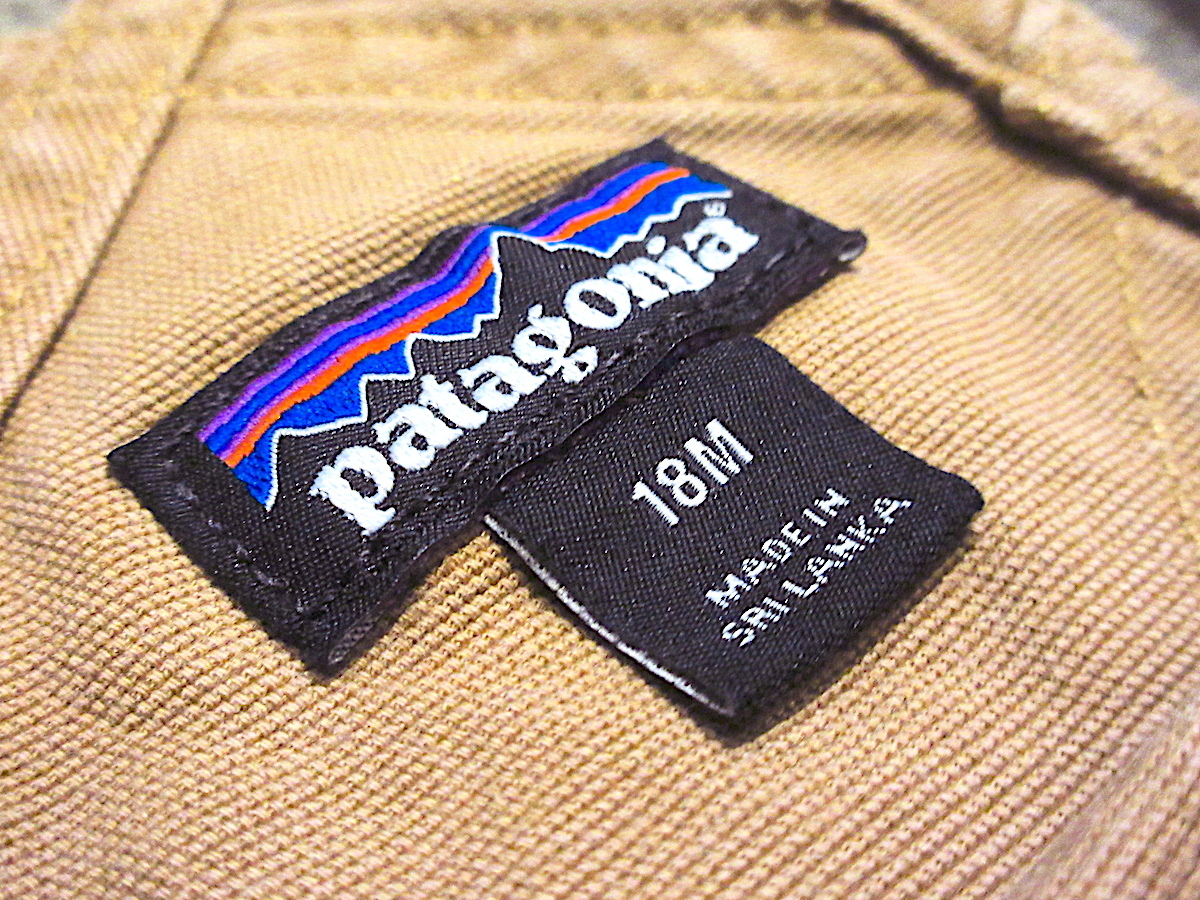 patagonia®
18M
MADE IN
SRI LANKA